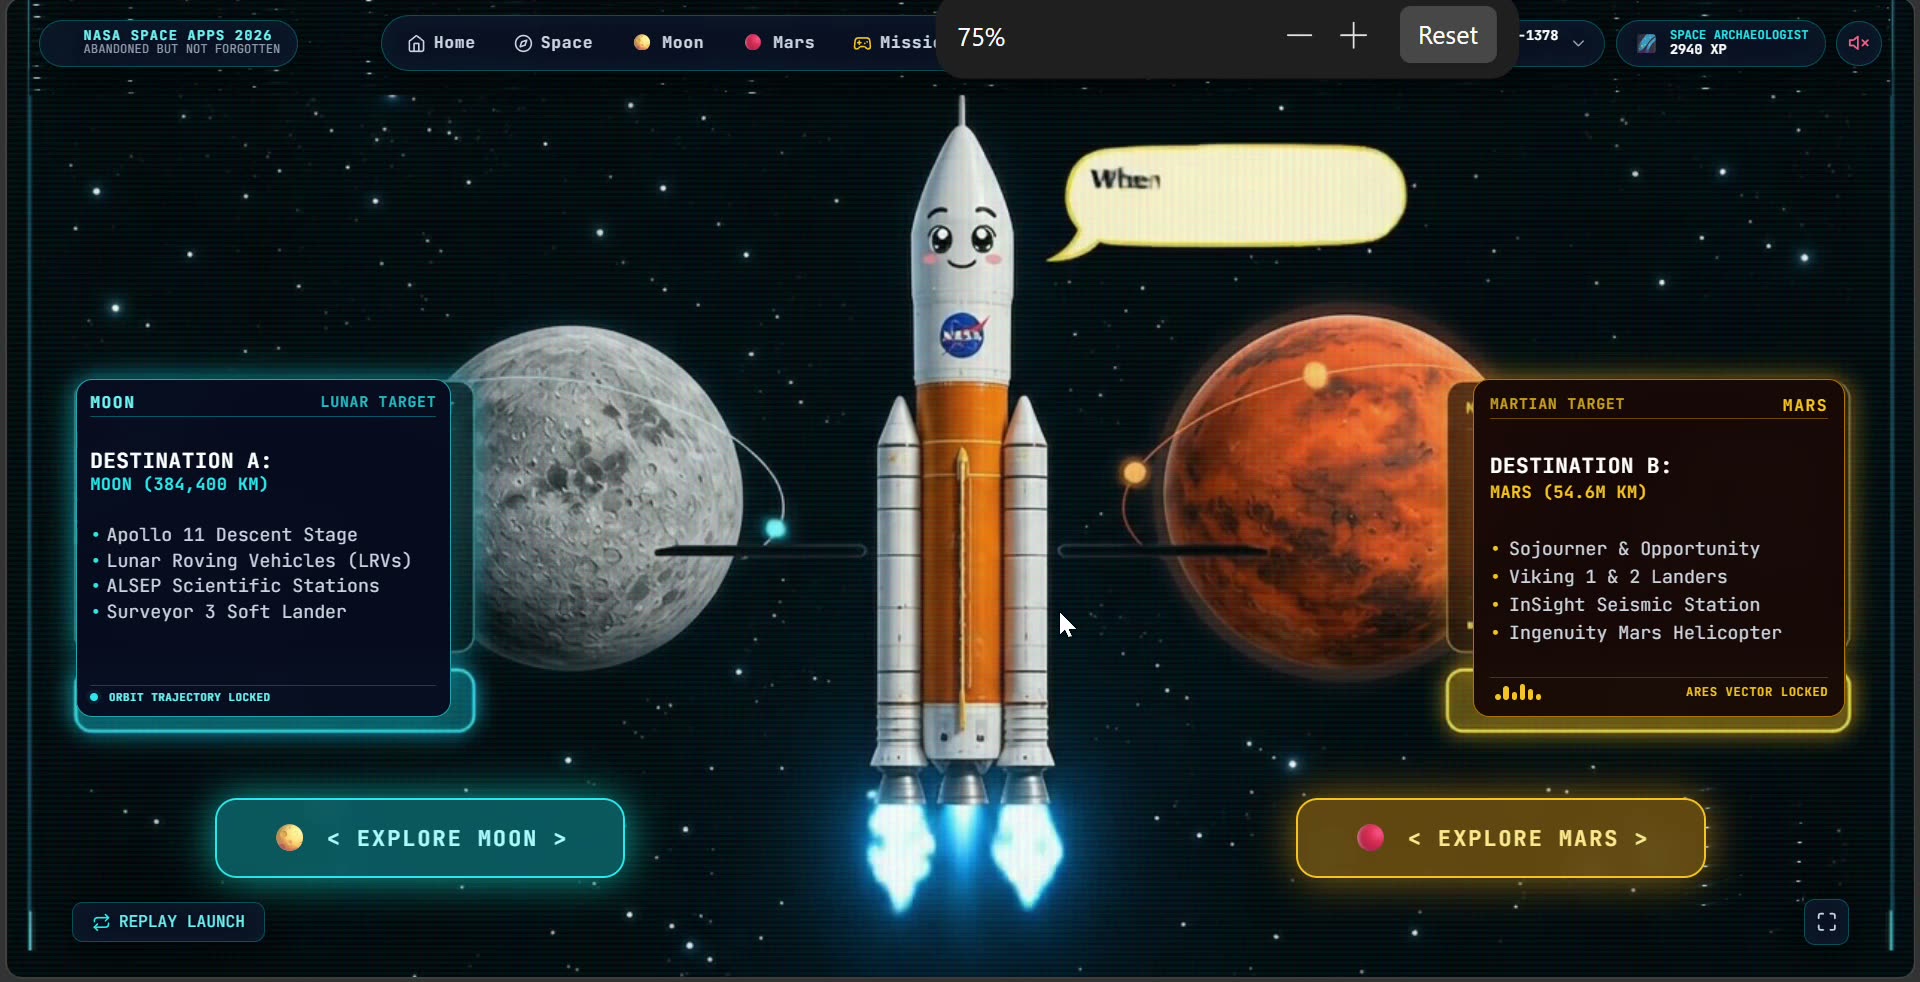 NASA SPACE APPS 2026
ABANDONED BUT NOT FORGOTTEN
Home
Space
Moon
Mars
75%
Reset
-1378
SPACE ARCHAEOLOGIST
2940 XP
When
NASA
MOON
LUNAR TARGET
DESTINATION A:
MOON (384,400 KM)
• Apollo 11 Descent Stage
• Lunar Roving Vehicles (LRVs)
• ALSEP Scientific Stations
• Surveyor 3 Soft Lander
ORBIT TRAJECTORY LOCKED
MARTIAN TARGET
MARS
DESTINATION B:
MARS (54.6M KM)
• Sojourner & Opportunity
• Viking 1 & 2 Landers
• InSight Seismic Station
• Ingenuity Mars Helicopter
ARES VECTOR LOCKED
< EXPLORE MOON >
< EXPLORE MARS >
REPLAY LAUNCH